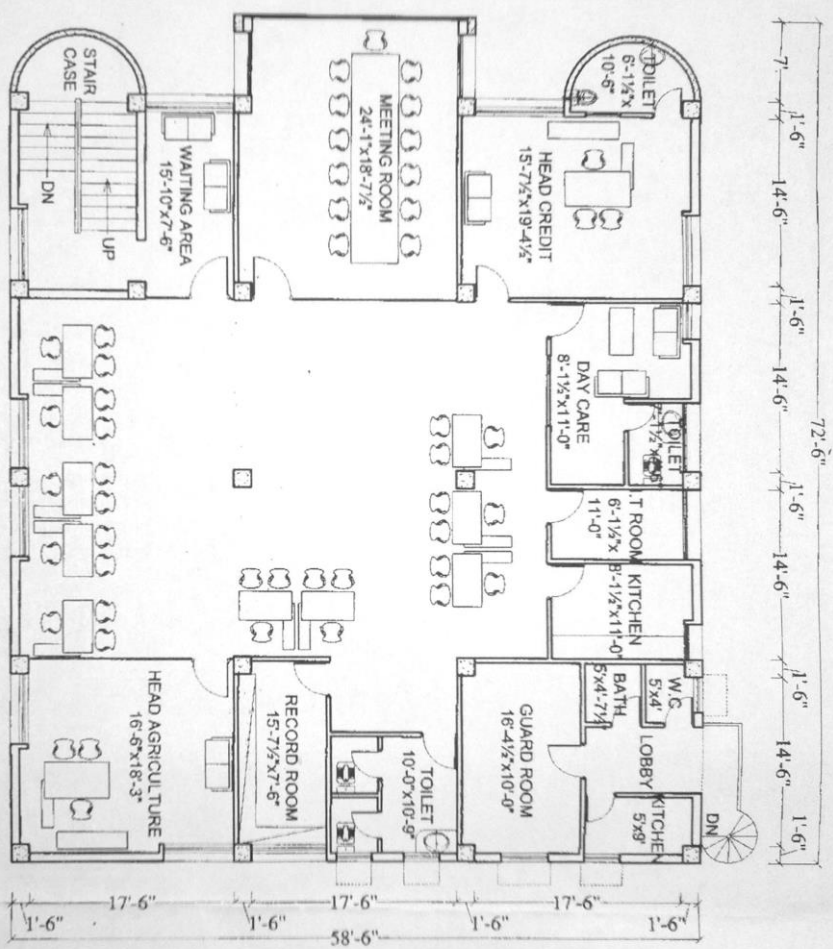 STAIR
CASE
DN
UP
WAITING AREA
15'-10"x7'-6"
MEETING ROOM
24'-1"x18'-7½"
TOILET
6'-1½"x
10'-6"
HEAD CREDIT
15'-7½"x19'-4½"
DAY CARE
8'-1½"x11'-0"
TOILET
.T ROOM
6'-1½"x
11'-0"
KITCHEN
8'-1½"x11'-0"
HEAD AGRICULTURE
16'-6"x18'-3"
RECORD ROOM
15'-7½"x7'-6"
TOILET
10'-0"x10'-9"
GUARD ROOM
16'-4½"x10'-0"
BATH
5'x4'-7½"
W.C
5'x4'
LOBBY
KITCHEN
5'x9'
DN
7'
1'-6"
14'-6"
1'-6"
14'-6"
1'-6"
14'-6"
1'-6"
14'-6"
1'-6"
72'-6"
17'-6"
17'-6"
17'-6"
1'-6"
1'-6"
1'-6"
1'-6"
58'-6"